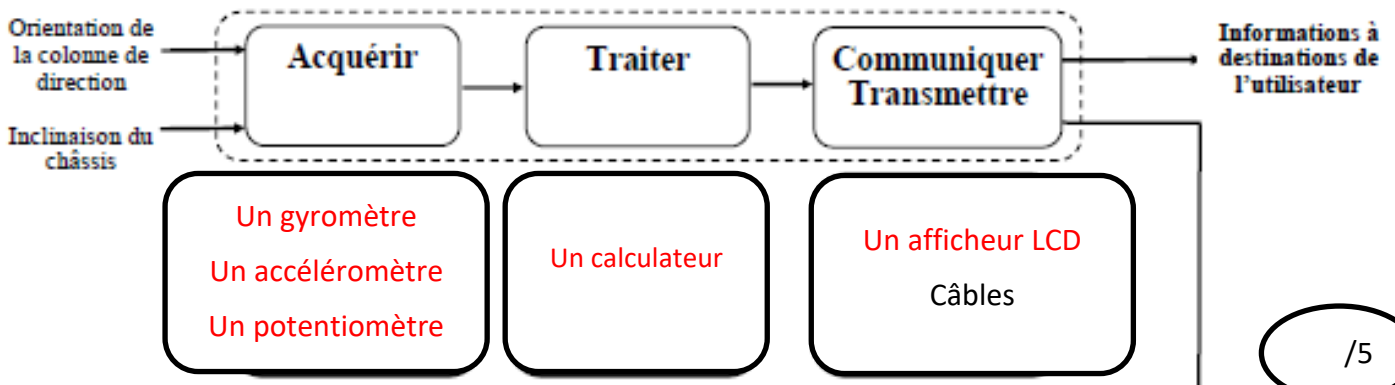 Orientation de
la colonne de
direction
Inclinaison du
châssis
Acquérir
Traiter
Communiquer
Transmettre
Informations à
destinations de
l'utilisateur
Un gyromètre
Un accéléromètre
Un potentiomètre
Un calculateur
Un afficheur LCD
Câbles
/5